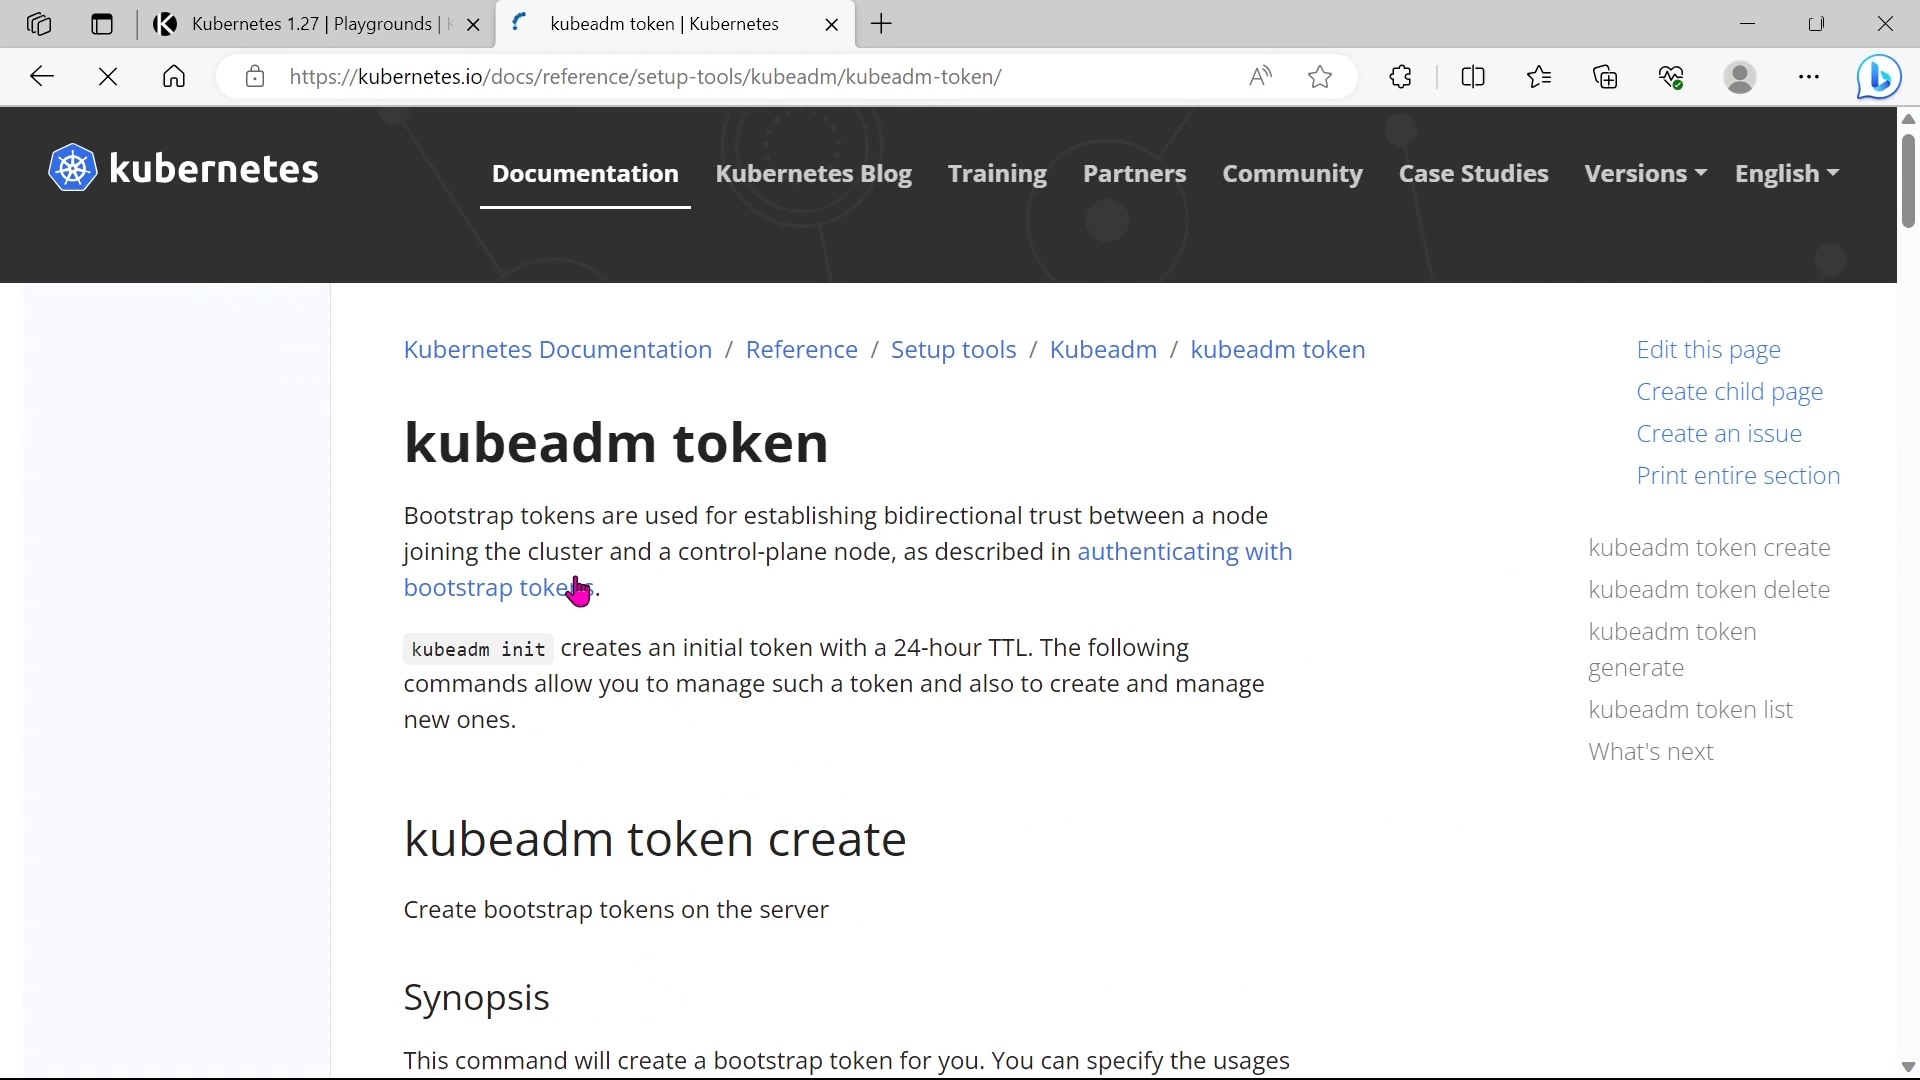 Kubernetes 1.27 | Playgrounds |
kubeadm token | Kubernetes
https://kubernetes.io/docs/reference/setup-tools/kubeadm/kubeadm-token/
kubernetes
Documentation
Kubernetes Blog
Training
Partners
Community
Case Studies
Versions
English
Kubernetes Documentation / Reference / Setup tools / Kubeadm / kubeadm token
kubeadm token
Bootstrap tokens are used for establishing bidirectional trust between a node
joining the cluster and a control-plane node, as described in authenticating with
bootstrap tokens.
kubeadm init creates an initial token with a 24-hour TTL. The following
commands allow you to manage such a token and also to create and manage
new ones.
kubeadm token create
Create bootstrap tokens on the server
Synopsis
This command will create a bootstrap token for you. You can specify the usages
Edit this page
Create child page
Create an issue
Print entire section
kubeadm token create
kubeadm token delete
kubeadm token
generate
kubeadm token list
What's next